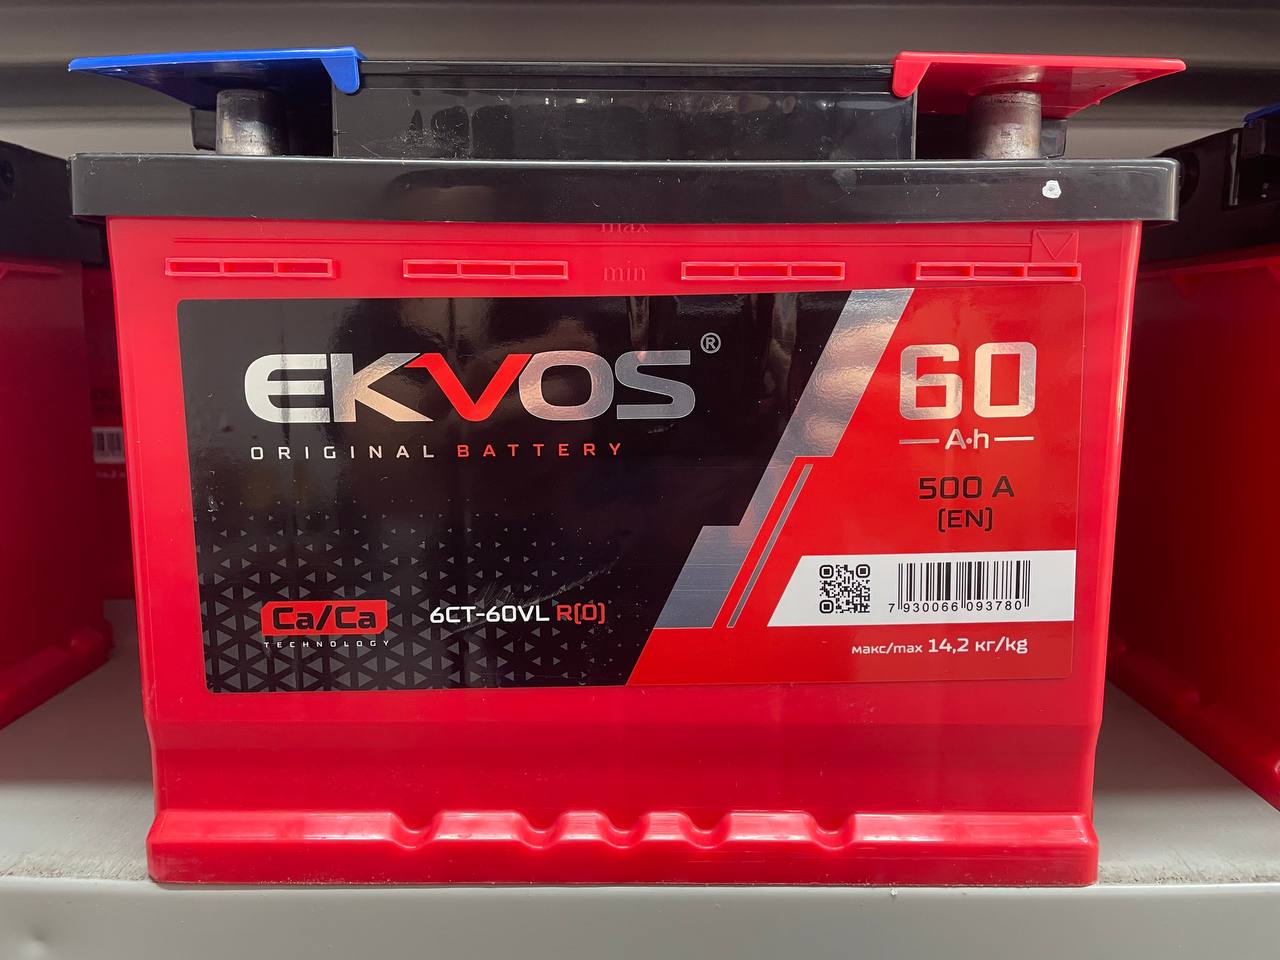 max
min
EKVOS®
ORIGINAL BATTERY
60
A·h
500 A
(EN)
Ca/Ca
TECHNOLOGY
6CT-60VL R(0)
7 930066 093780
макс/max 14,2 кг/kg